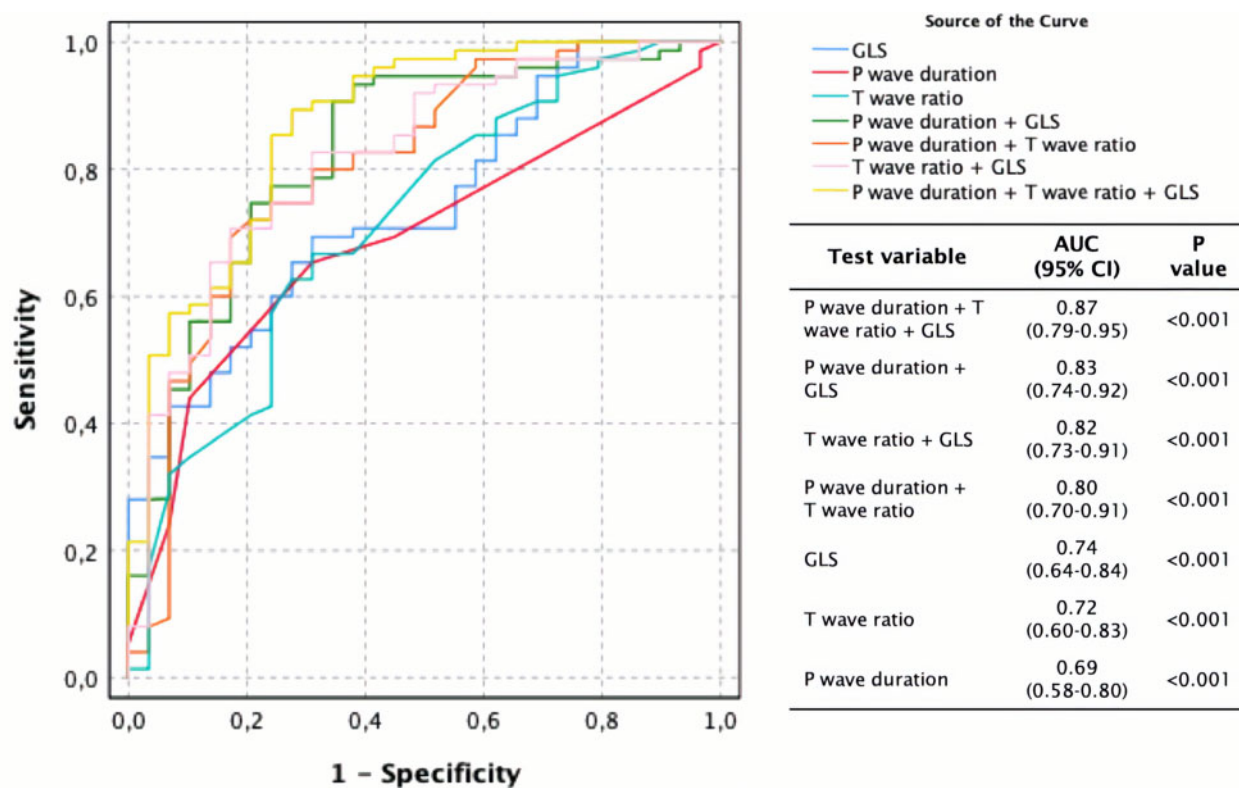 Source of the Curve
GLS
P wave duration
T wave ratio
P wave duration + GLS
P wave duration + T wave ratio
T wave ratio + GLS
P wave duration + T wave ratio + GLS
1,0
0,8
0,6
0,4
0,2
0,0
Sensitivity
0,0 0,2 0,4 0,6 0,8 1,0
1 – Specificity
Test variable AUC (95% CI) P value
P wave duration + T
wave ratio + GLS
0.87
(0.79-0.95)
<0.001
P wave duration +
GLS
0.83
(0.74-0.92)
<0.001
T wave ratio + GLS
0.82
(0.73-0.91)
<0.001
P wave duration +
T wave ratio
0.80
(0.70-0.91)
<0.001
GLS
0.74
(0.64-0.84)
<0.001
T wave ratio
0.72
(0.60-0.83)
<0.001
P wave duration
0.69
(0.58-0.80)
<0.001